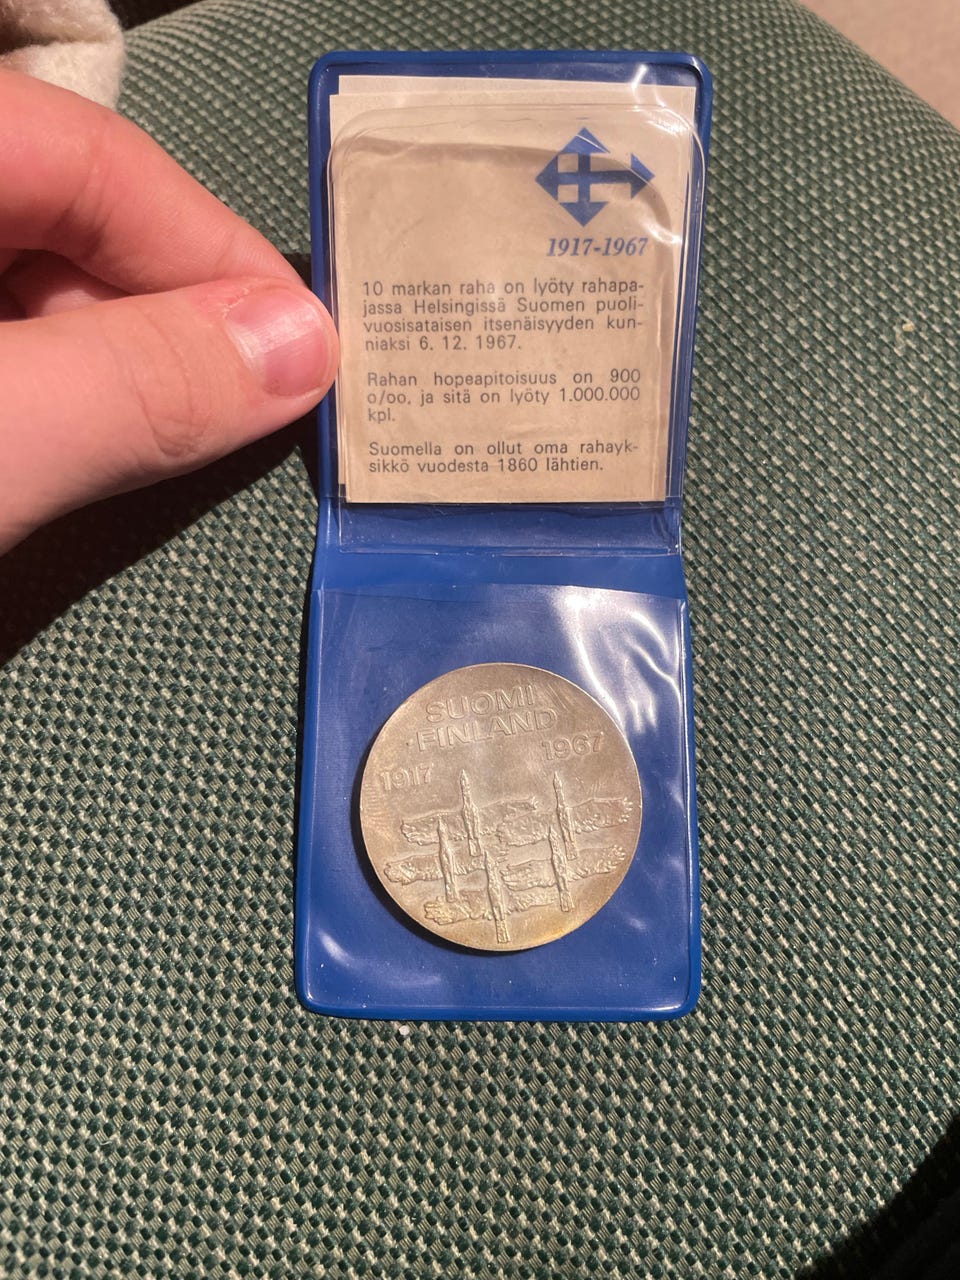 1917-1967
10 markan raha on lyöty rahapa-
jassa Helsingissä Suomen puoli-
vuosisataisen itsenäisyyden kun-
niaksi 6. 12. 1967.
Rahan hopeapitoisuus on 900
o/oo, ja sitä on lyöty 1.000.000
kpl.
Suomella on ollut oma rahayk-
sikkö vuodesta 1860 lähtien.
SUOMI
FINLAND
1917 1967